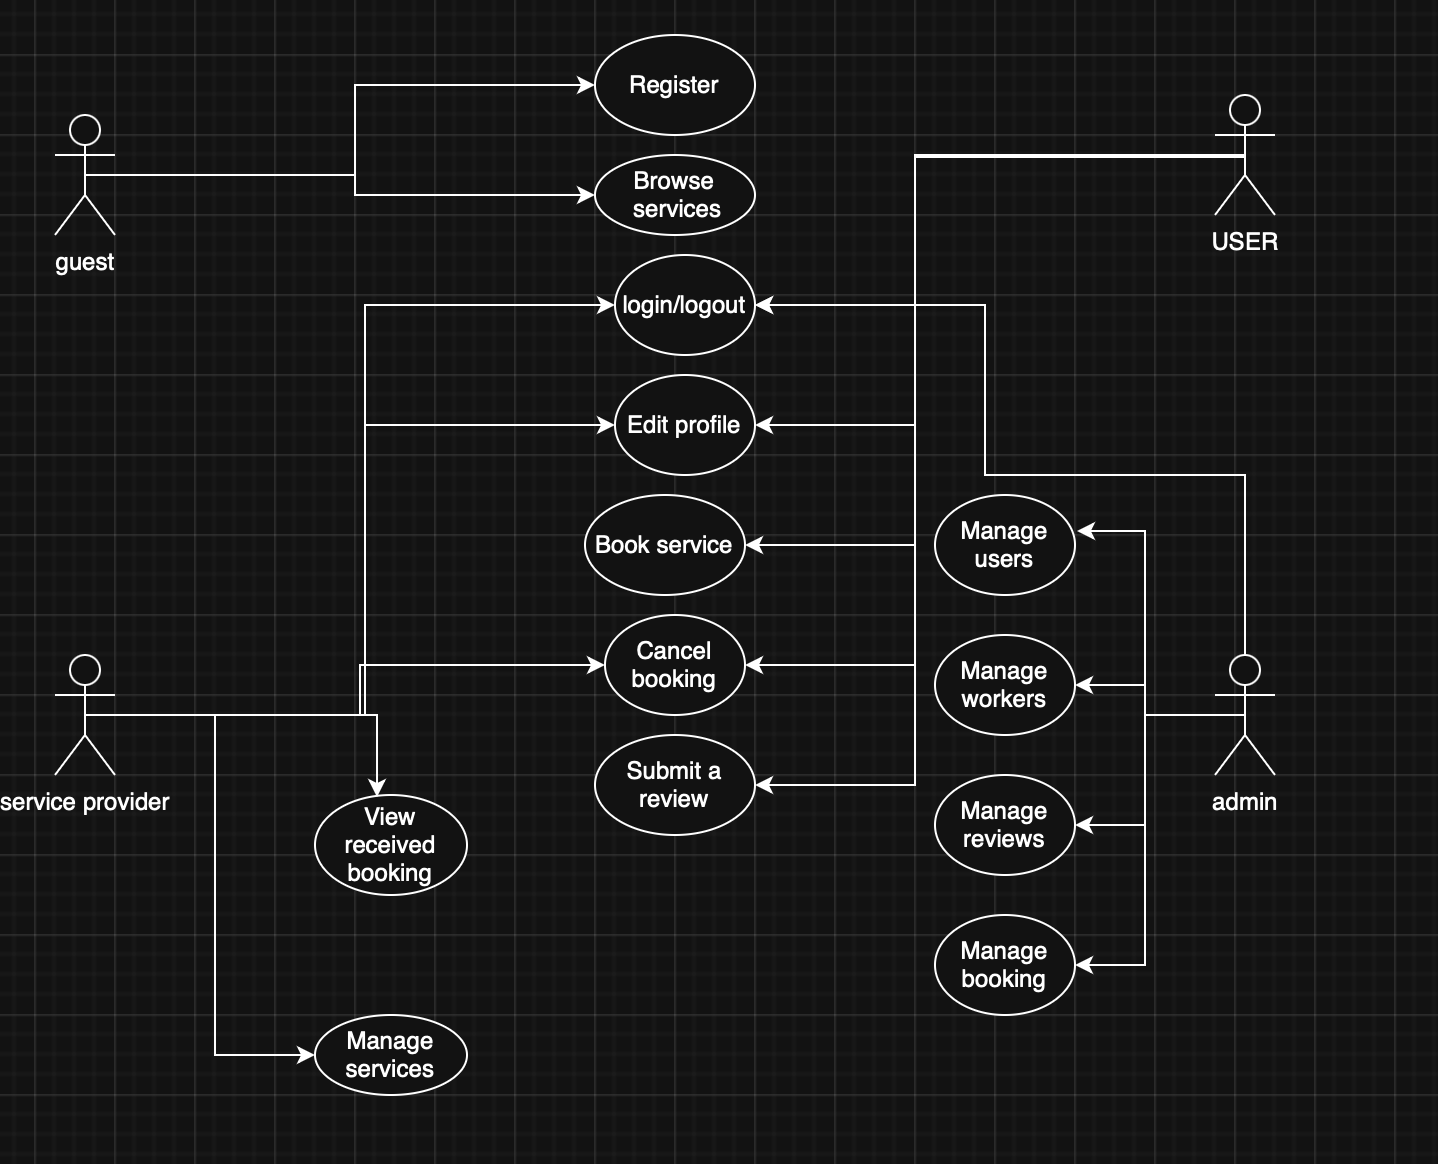 Register
Browse
services
guest
USER
login/logout
Edit profile
Book service
Manage
users
Cancel
booking
Manage
workers
service provider
Submit a
review
admin
View
received
booking
Manage
reviews
Manage
booking
Manage
services